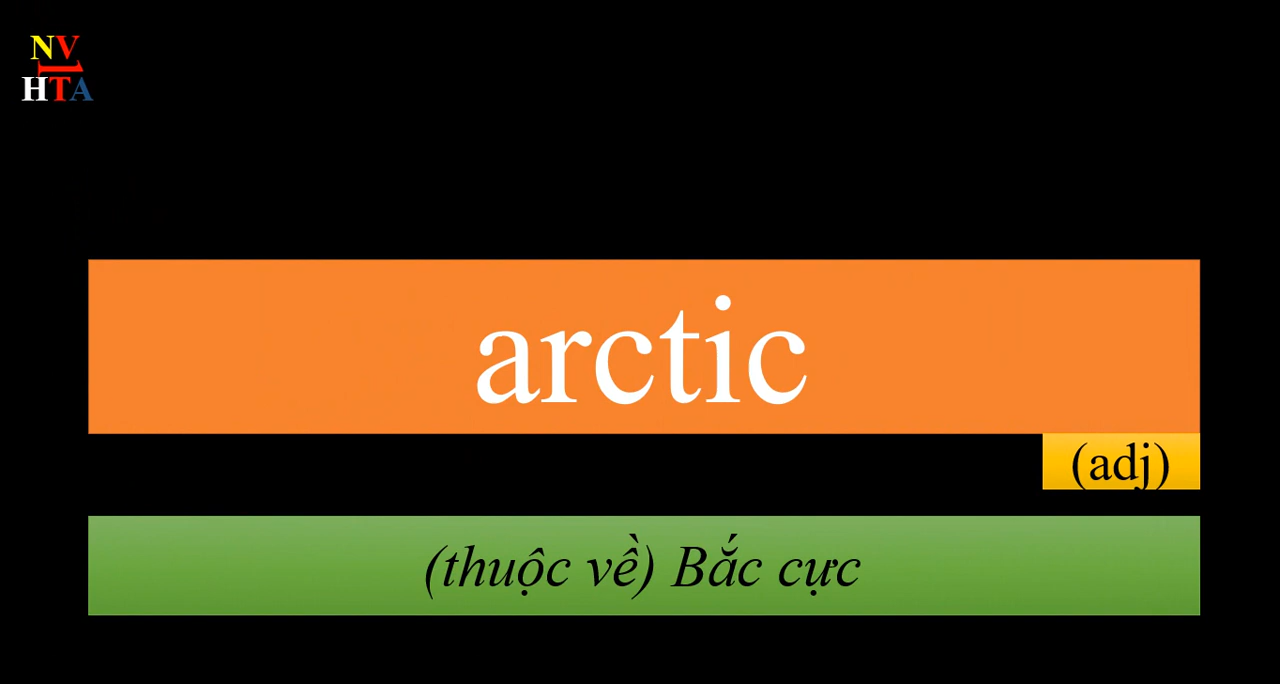 NV
HTA
arctic
(adj)
(thuộc về) Bắc cực